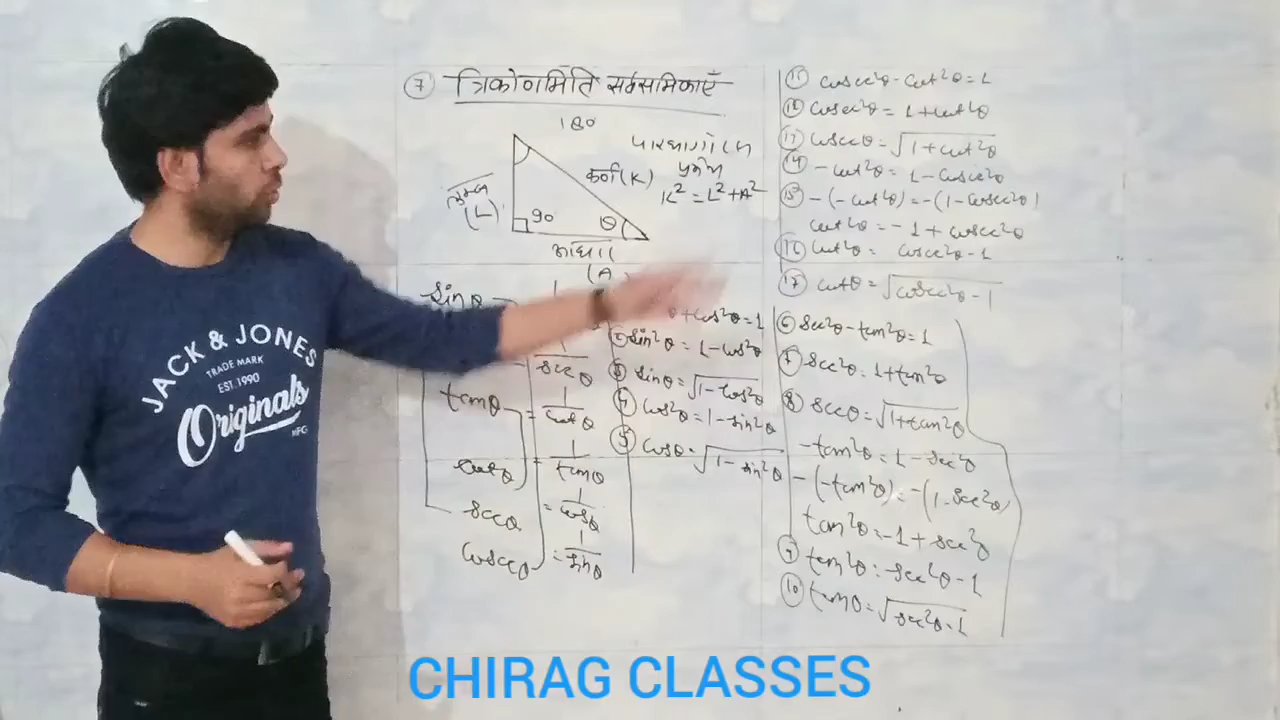 JACK & JONES
TRADE MARK
EST. 1990
Originals
MFG
⑦ त्रिकोणमिति सर्वसमिकाएँ
180
लम्ब
(L)
90
θ
कर्ण (K)
आधार
(A
प्रमेय
K² = L² + A²
sinθ
1
1/secθ
tanθ = 1/cotθ
cotθ = 1/tanθ
secθ = 1/cosθ
cosecθ = 1/sinθ
θ + cos²θ = 1
② sin²θ = 1 - cos²θ
③ sinθ = √1 - cos²θ
④ cos²θ = 1 - sin²θ
⑤ cosθ = √1 - sin²θ
⑥ sec²θ - tan²θ = 1
⑦ sec²θ = 1 + tan²θ
⑧ secθ = √1 + tan²θ
-tan²θ = 1 - sec²θ
-(-tan²θ) = -(1 - sec²θ)
tan²θ = -1 + sec²θ
⑨ tan²θ = sec²θ - 1
⑩ tanθ = √sec²θ - 1
⑪ cosec²θ - cot²θ = 1
⑫ cosec²θ = 1 + cot²θ
⑬ cosecθ = √1 + cot²θ
⑭ -cot²θ = 1 - cosec²θ
⑮ -(-cot²θ) = -(1 - cosec²θ)
cot²θ = -1 + cosec²θ
⑯ cot²θ = cosec²θ - 1
⑰ cotθ = √cosec²θ - 1
CHIRAG CLASSES